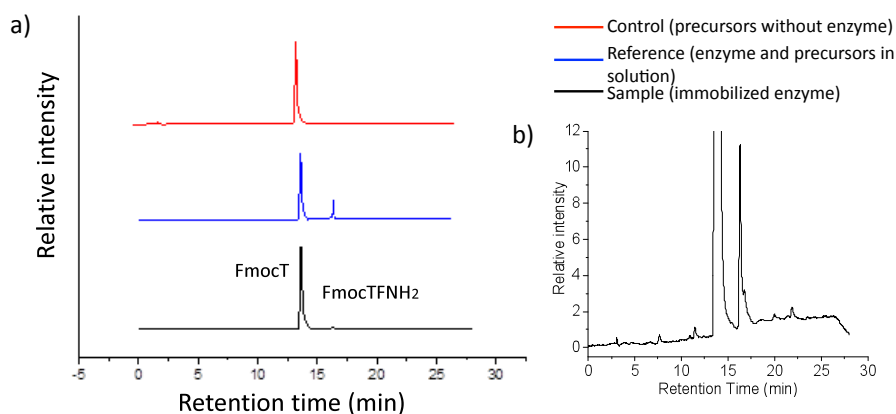 a)
Relative intensity
FmocT
FmocTFNH2
-5 0 5 10 15 20 25 30
Retention time (min)
Control (precursors without enzyme)
Reference (enzyme and precursors in
solution)
Sample (immobilized enzyme)
b)
Relative intensity
12
10
8
6
4
2
0
0 5 10 15 20 25 30
Retention Time (min)